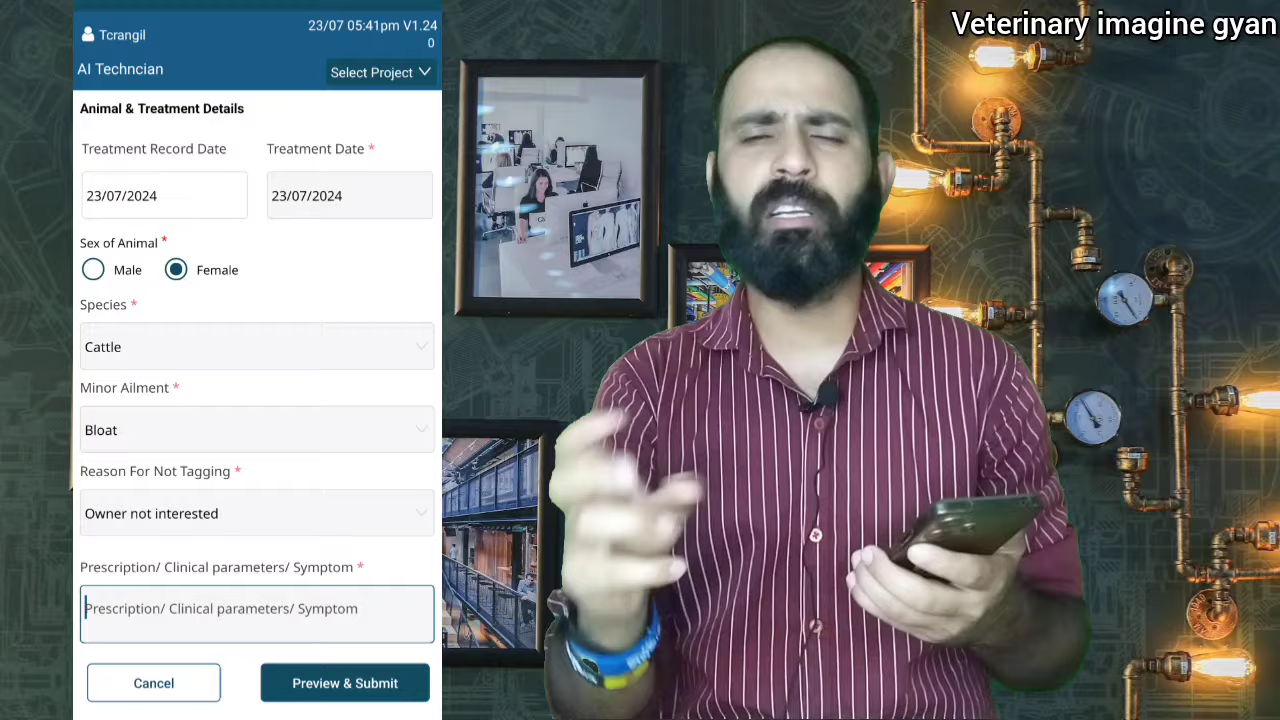 Veterinary imagine gyan
Tcrangil
23/07 05:41pm V1.24
0
AI Techncian
Select Project
Animal & Treatment Details
Treatment Record Date
Treatment Date *
23/07/2024
23/07/2024
Sex of Animal *
Male
Female
Species *
Cattle
Minor Ailment *
Bloat
Reason For Not Tagging *
Owner not interested
Prescription/ Clinical parameters/ Symptom *
Prescription/ Clinical parameters/ Symptom
Cancel
Preview & Submit